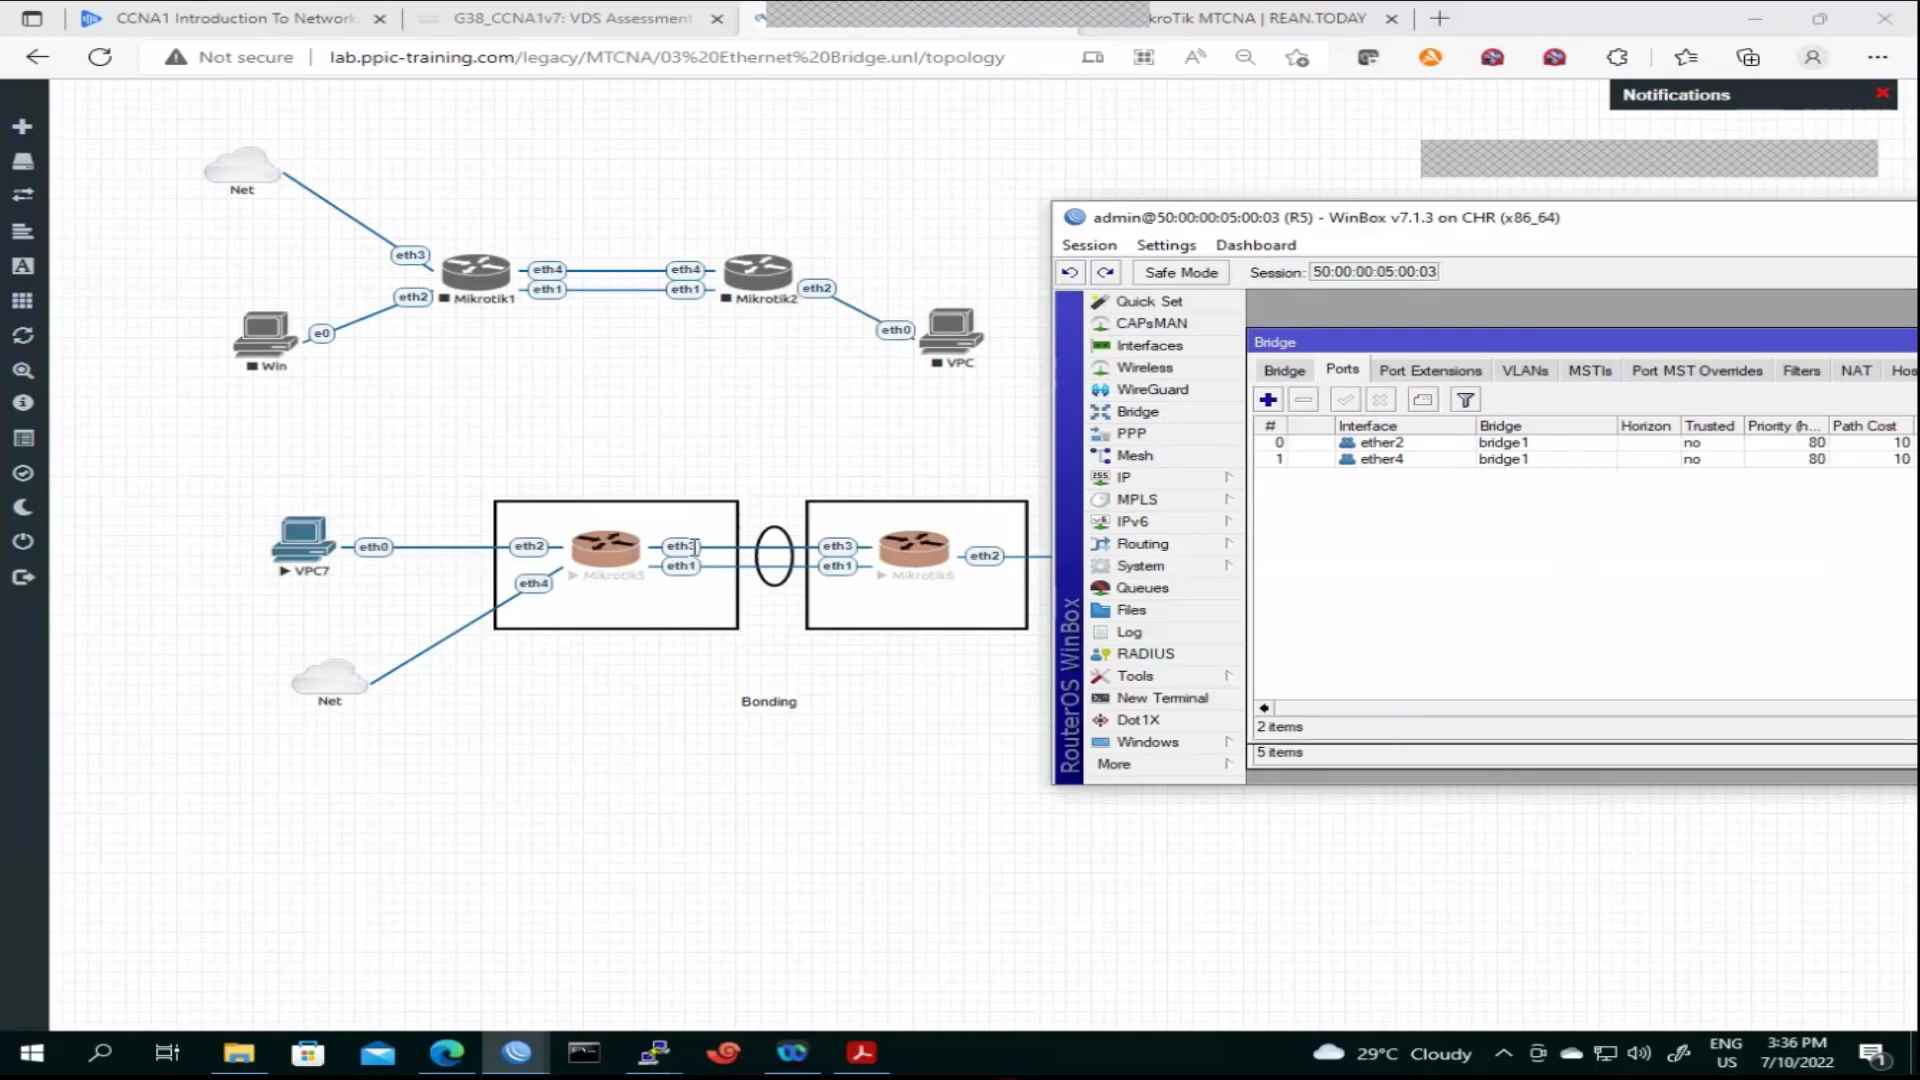 CCNA1 Introduction To Network
G38_CCNA1v7: VDS Assessment
kroTik MTCNA | REAN.TODAY
Not secure
lab.ppic-training.com/legacy/MTCNA/03%20Ethernet%20Bridge.unl/topology
Notifications
Net
eth3
eth4
eth4
Mikrotik1
Mikrotik2
eth2
eth1
eth1
eth2
e0
eth0
Win
VPC
admin@50:00:00:05:00:03 (R5) - WinBox v7.1.3 on CHR (x86_64)
Session Settings Dashboard
Safe Mode
Session: 50:00:00:05:00:03
Quick Set
CAPsMAN
Interfaces
Wireless
WireGuard
Bridge
PPP
Mesh
IP
MPLS
IPv6
Routing
System
Queues
Files
Log
RADIUS
Tools
New Terminal
Dot1X
Windows
More
RouterOS WinBox
Bridge
Bridge Ports Port Extensions VLANs MSTIs Port MST Overrides Filters NAT Hos
# Interface Bridge Horizon Trusted Priority (h... Path Cost
0 ether2 bridge1 no 80 10
1 ether4 bridge1 no 80 10
2 items
5 items
VPC7
eth0
eth2
eth3
eth3
eth2
eth4
eth1
eth1
Mikrotik5
Mikrotik6
Net
Bonding
29°C Cloudy
ENG
US
3:36 PM
7/10/2022
1